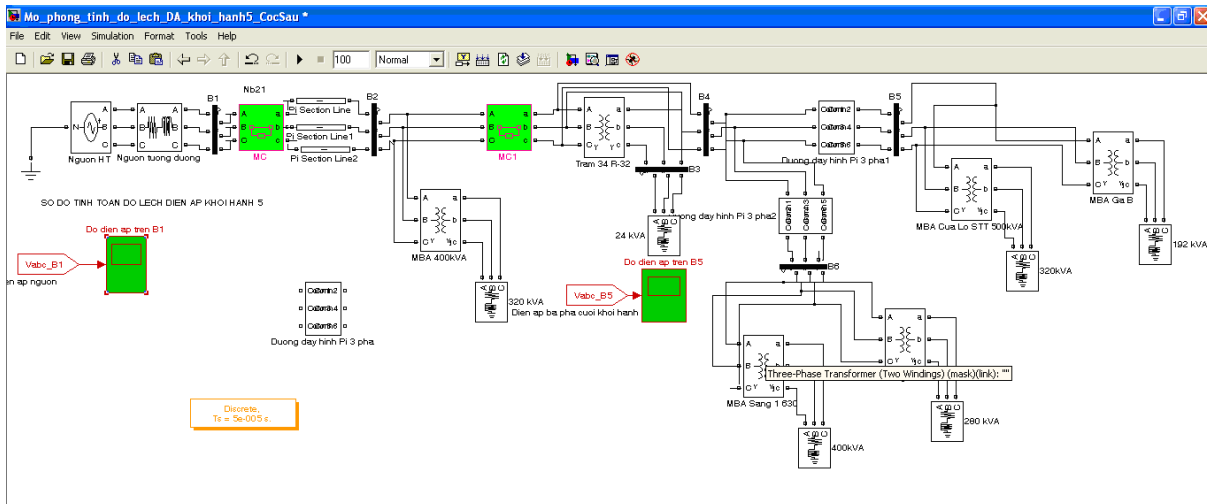 Mo_phong_tinh_do_lech_DA_khoi_hanh5_CocSau *
File Edit View Simulation Format Tools Help
100 Normal
Nb21
B1
B2
B4
B5
A A A A
N B B B B
C C C C
Nguon HT
Nguon tuong duong
MC
Pi Section Line
Section Line1
Pi Section Line2
MC1
Tram 34 R-32
B3
Duong day hinh Pi 3 pha1
MBA Gia B
192 kVA
MBA Cua Lo STT 500kVA
320kVA
SO DO TINH TOAN DO LECH DIEN AP KHOI HANH 5
Do dien ap tren B1
Vabc_B1
en ap nguon
MBA 400kVA
320 kVA
24 kVA
ong day hinh Pi 3 pha2
B6
Do dien ap tren B5
Vabc_B5
Dien ap ba pha cuoi khoi hanh
Duong day hinh Pi 3 pha
Three-Phase Transformer (Two Windings) (mask)(link): ""
MBA Sang 1 630
400kVA
280 kVA
Discrete,
Ts = 5e-005 s.